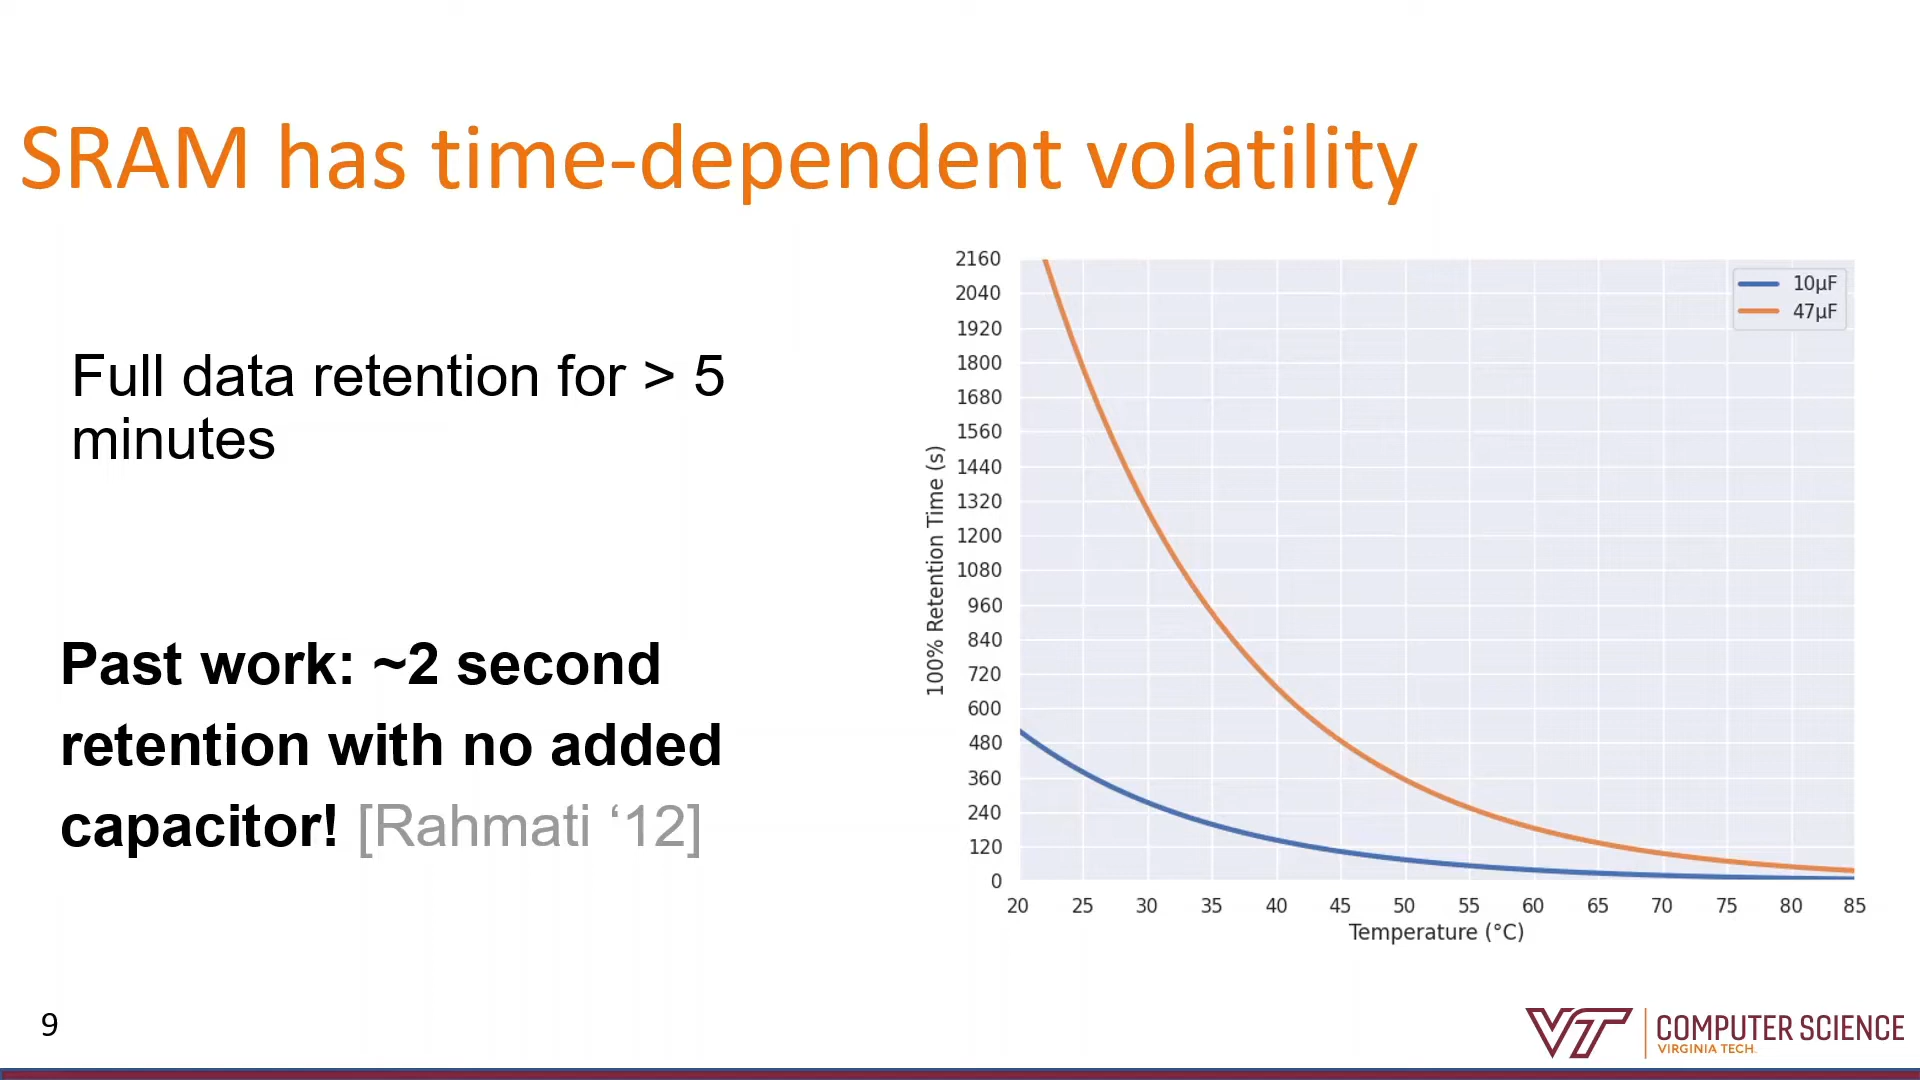 SRAM has time-dependent volatility
Full data retention for > 5
minutes
Past work: ~2 second
retention with no added
capacitor! [Rahmati ‘12]
2160
2040
1920
1800
1680
1560
1440
1320
1200
1080
960
840
720
600
480
360
240
120
0
100% Retention Time (s)
10μF
47μF
20 25 30 35 40 45 50 55 60 65 70 75 80 85
Temperature (°C)
9
VT COMPUTER SCIENCE
VIRGINIA TECH.